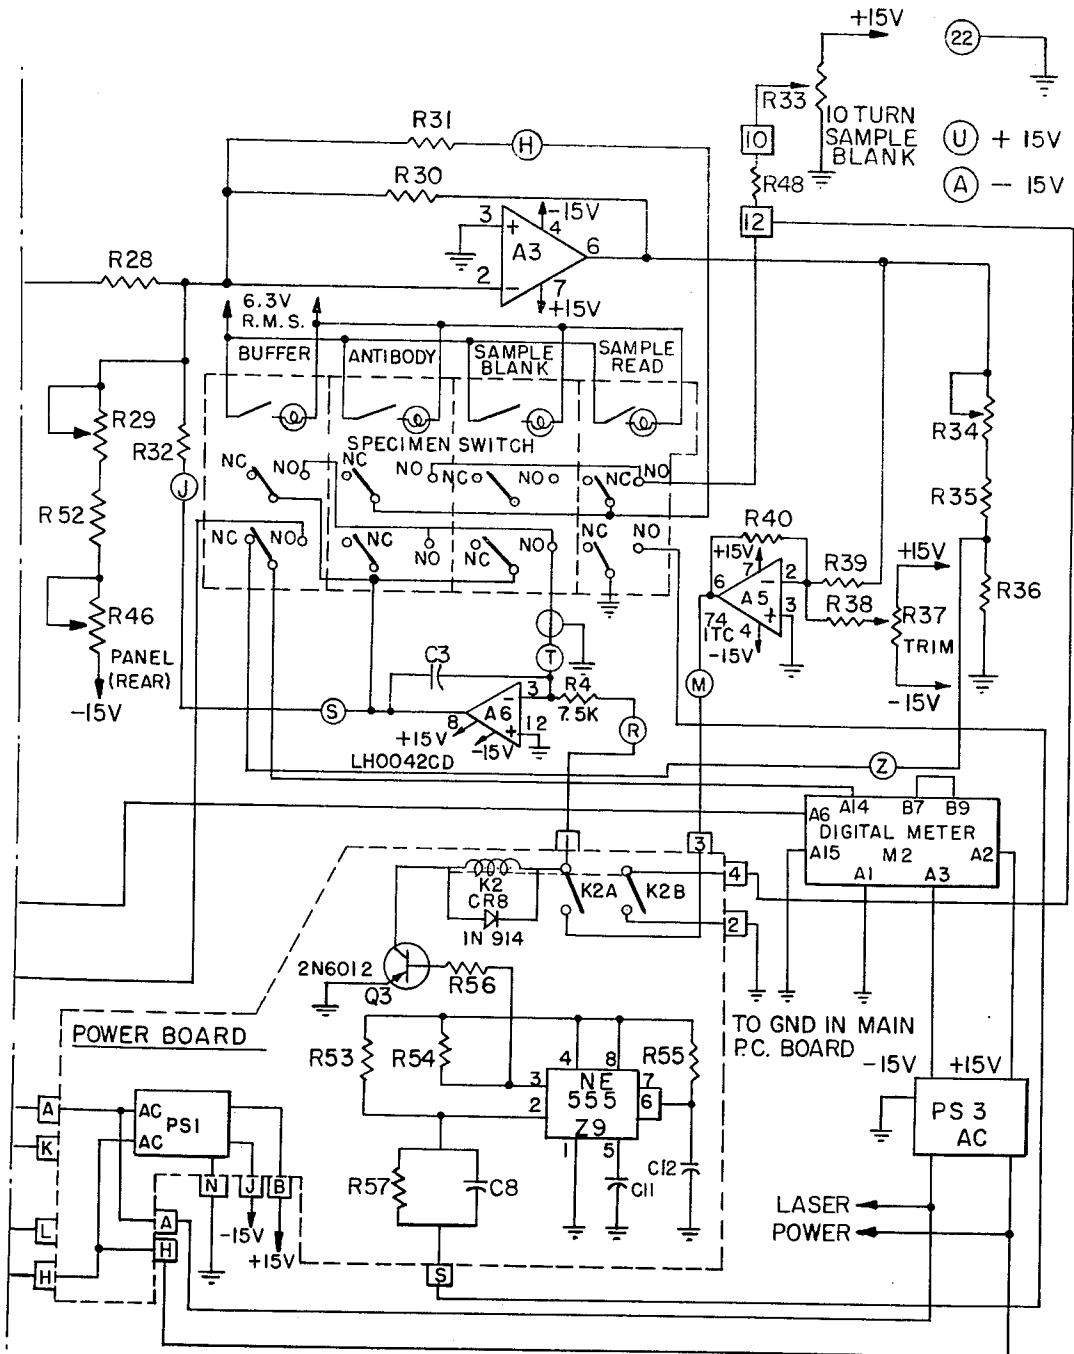 +15V
22
R33
10 TURN
SAMPLE
BLANK
10
U + 15V
A - 15V
R48
12
R31
H
R30
-15V
3
+
4
A3
6
2
-
7
+15V
R28
6.3V
R.M.S.
BUFFER
ANTIBODY
SAMPLE
BLANK
SAMPLE
READ
SPECIMEN SWITCH
R29
R32
J
R52
R46
PANEL
(REAR)
-15V
NC
NO
NC
NO
NC
NO
NC
NO
NC
NO
NC
NO
NC
NO
NC
NO
T
C3
S
3
-
A6
8
+
12
+15V
-15V
LH0042CD
R4
7.5K
R
R40
+15V
7
6
-
2
A5
+
3
74
1TC
4
-15V
R39
R38
+15V
R37
TRIM
-15V
R34
R35
R36
M
Z
A6
A14
B7
B9
DIGITAL METER
A15
M2
A2
A1
A3
1
3
4
2
K2
CR8
1N 914
K2A
K2B
2N6012
Q3
R56
TO GND IN MAIN
P.C. BOARD
POWER BOARD
R53
R54
R55
4
8
3
NE
555
7
6
2
Z9
1
5
C11
C12
R57
C8
S
A
K
L
H
AC
PS1
AC
N
J
B
A
H
-15V
+15V
-15V
+15V
PS 3
AC
LASER
POWER